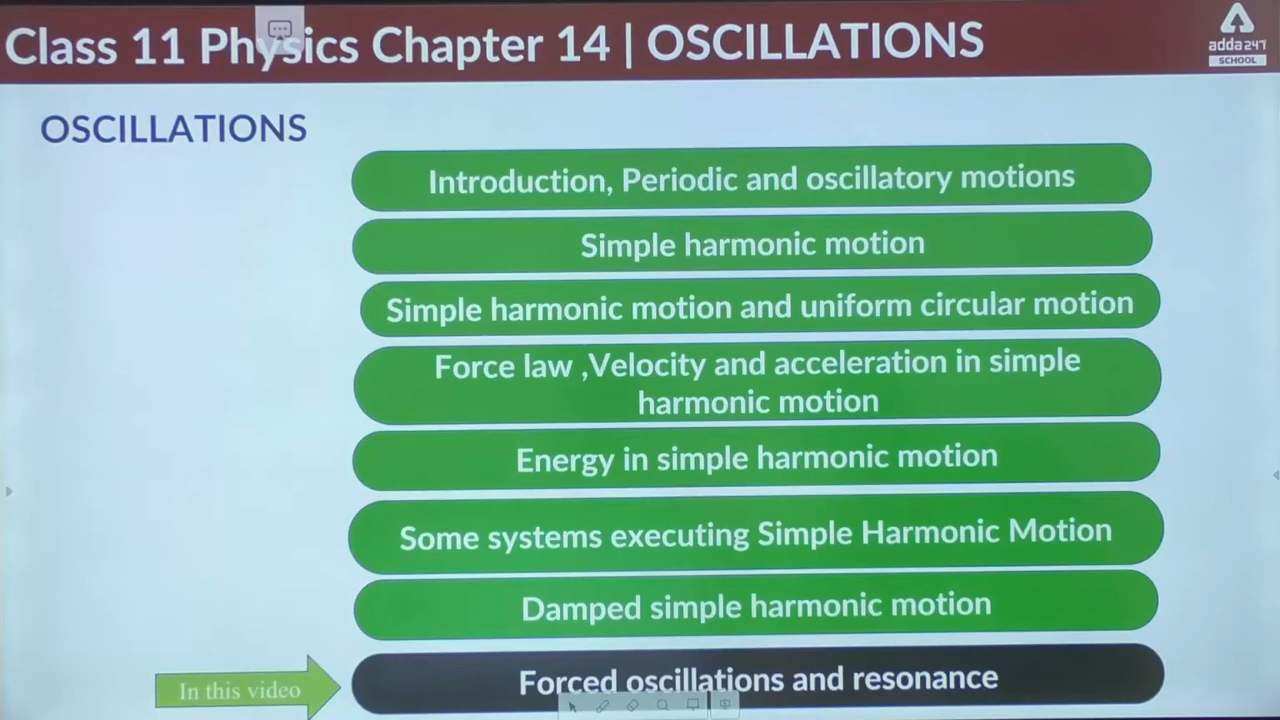 Class 11 Physics Chapter 14 | OSCILLATIONS
adda247
SCHOOL
OSCILLATIONS
Introduction, Periodic and oscillatory motions
Simple harmonic motion
Simple harmonic motion and uniform circular motion
Force law ,Velocity and acceleration in simple
harmonic motion
Energy in simple harmonic motion
Some systems executing Simple Harmonic Motion
Damped simple harmonic motion
In this video
Forced oscillations and resonance